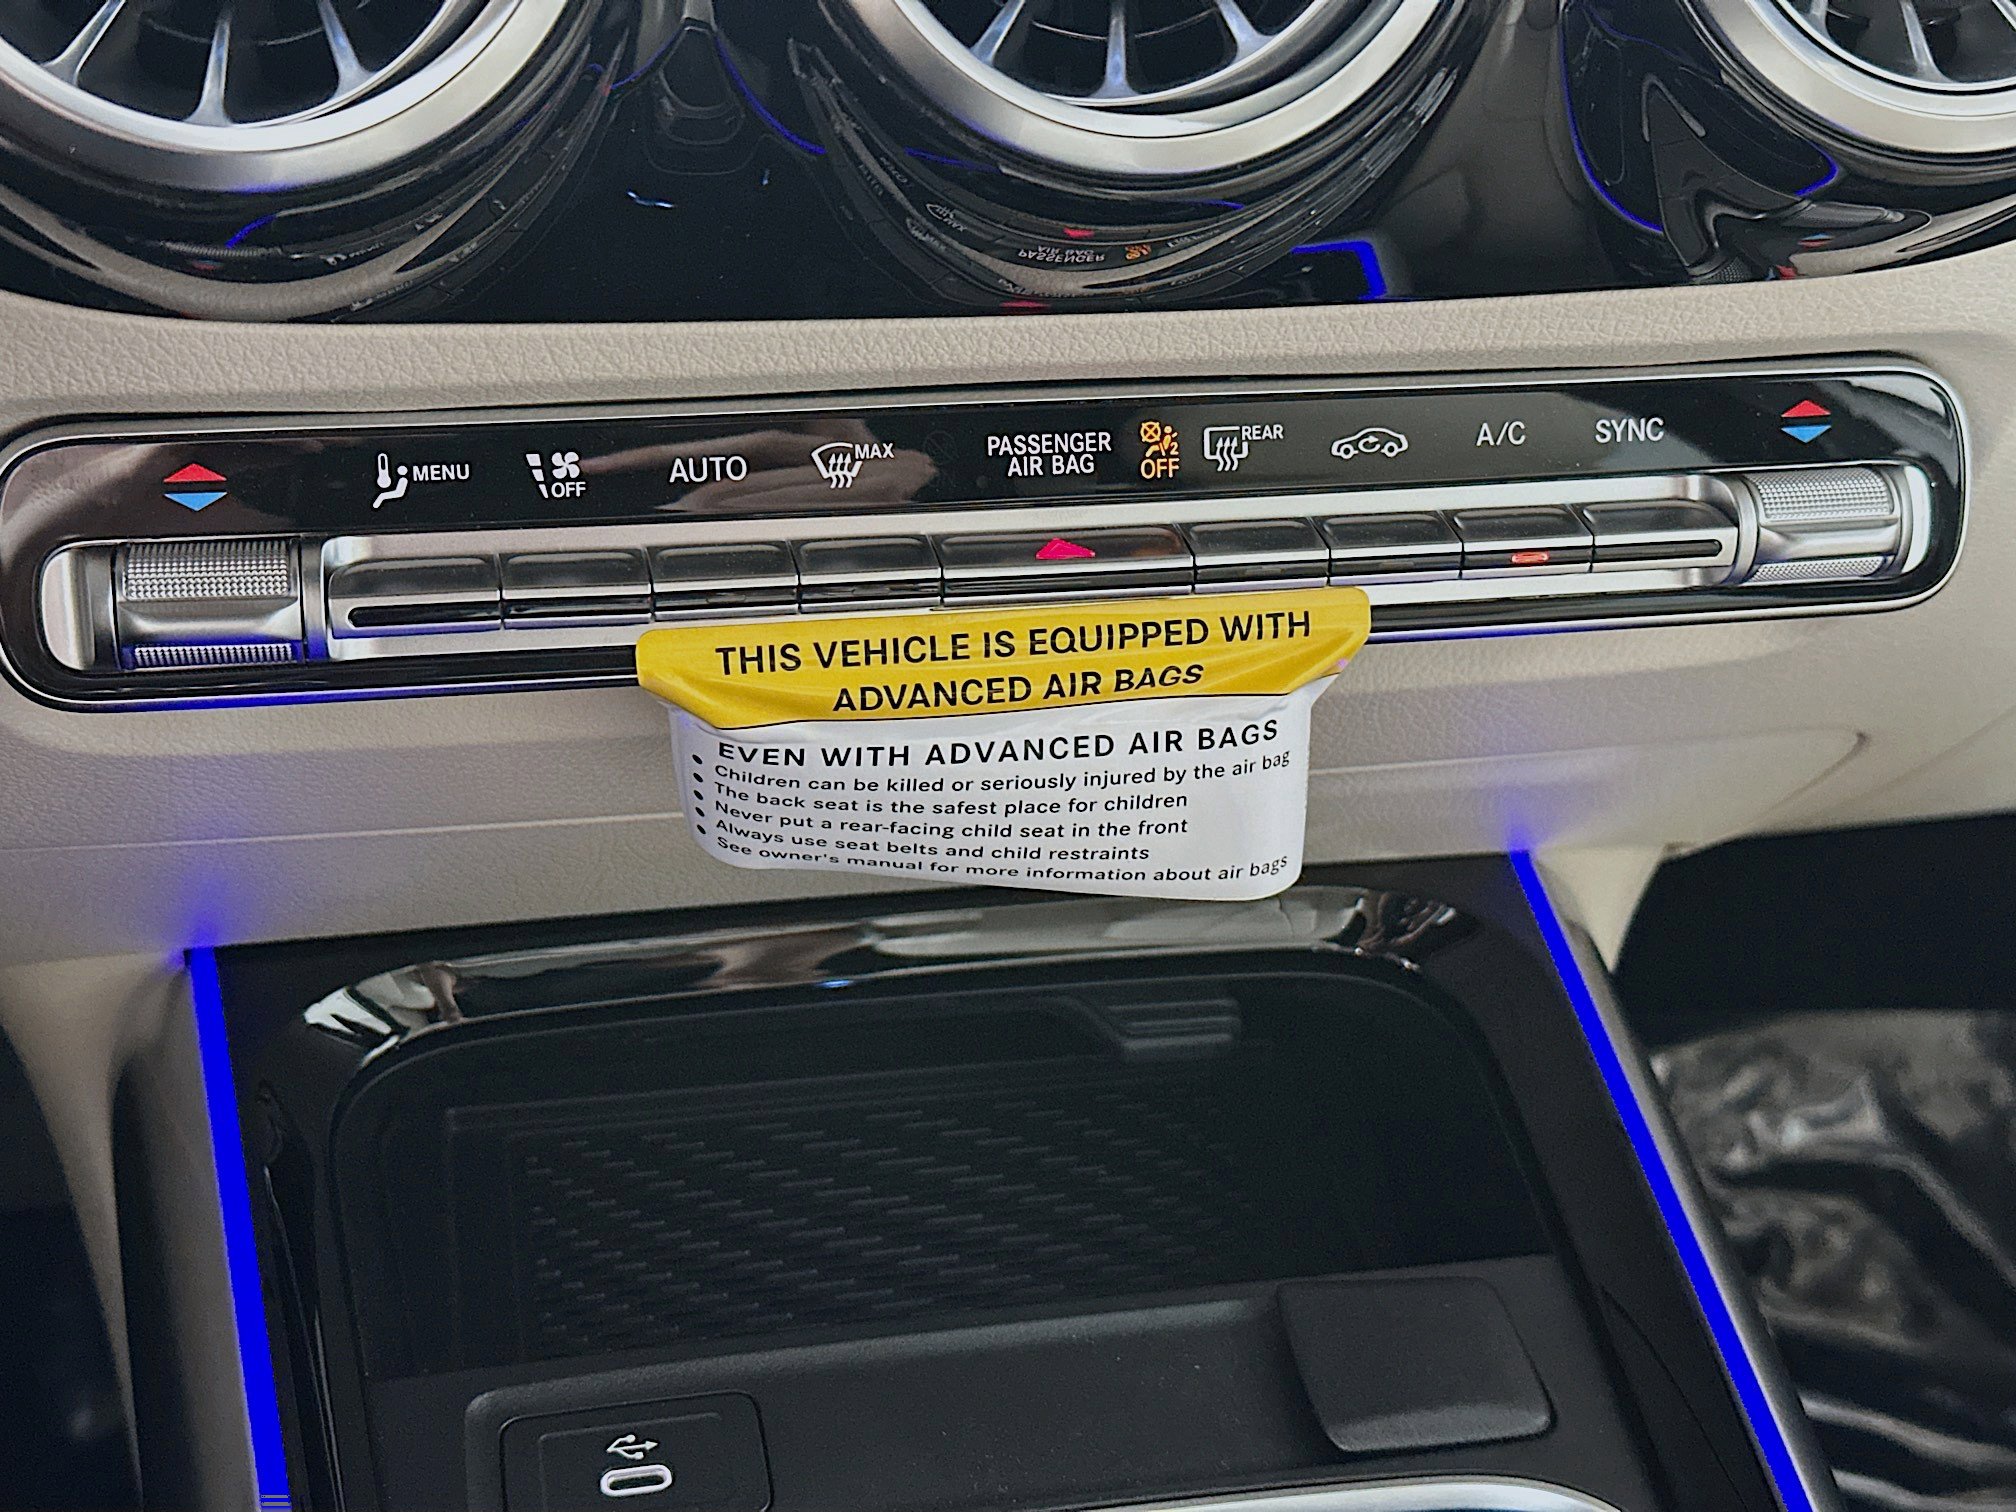 MENU
OFF
AUTO
MAX
PASSENGER
AIR BAG
2
OFF
REAR
A/C
SYNC
THIS VEHICLE IS EQUIPPED WITH
ADVANCED AIR BAGS
EVEN WITH ADVANCED AIR BAGS
• Children can be killed or seriously injured by the air bag
• The back seat is the safest place for children
• Never put a rear-facing child seat in the front
• Always use seat belts and child restraints
• See owner's manual for more information about air bags